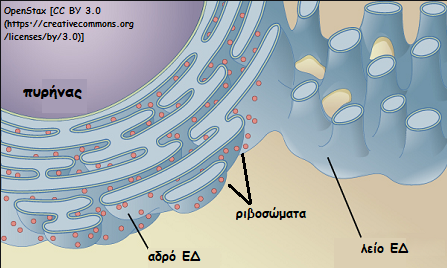 OpenStax [CC BY 3.0
(https://creativecommons.org
/licenses/by/3.0)]
πυρήνας
ριβοσώματα
αδρό ΕΔ
λείο ΕΔ